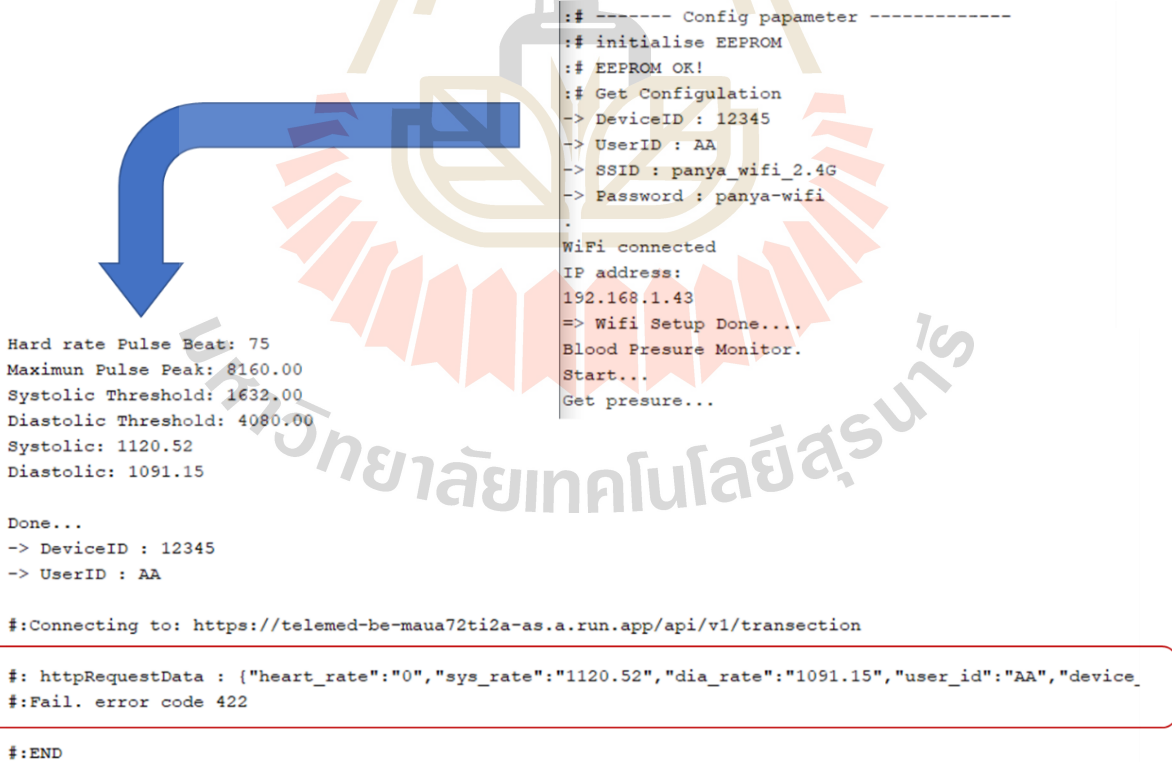 :# ------- Config papameter -------------
:# initialise EEPROM
:# EEPROM OK!
:# Get Configulation
-> DeviceID : 12345
-> UserID : AA
-> SSID : panya_wifi_2.4G
-> Password : panya-wifi
.
WiFi connected
IP address:
192.168.1.43
=> Wifi Setup Done....
Blood Presure Monitor.
Start...
Get presure...
Hard rate Pulse Beat: 75
Maximun Pulse Peak: 8160.00
Systolic Threshold: 1632.00
Diastolic Threshold: 4080.00
Systolic: 1120.52
Diastolic: 1091.15
Done...
-> DeviceID : 12345
-> UserID : AA
#:Connecting to: https://telemed-be-maua72ti2a-as.a.run.app/api/v1/transection
#: httpRequestData : {"heart_rate":"0","sys_rate":"1120.52","dia_rate":"1091.15","user_id":"AA","device_
#:Fail. error code 422
#:END
มหาวิทยาลัยเทคโนโลยีสุรนารี